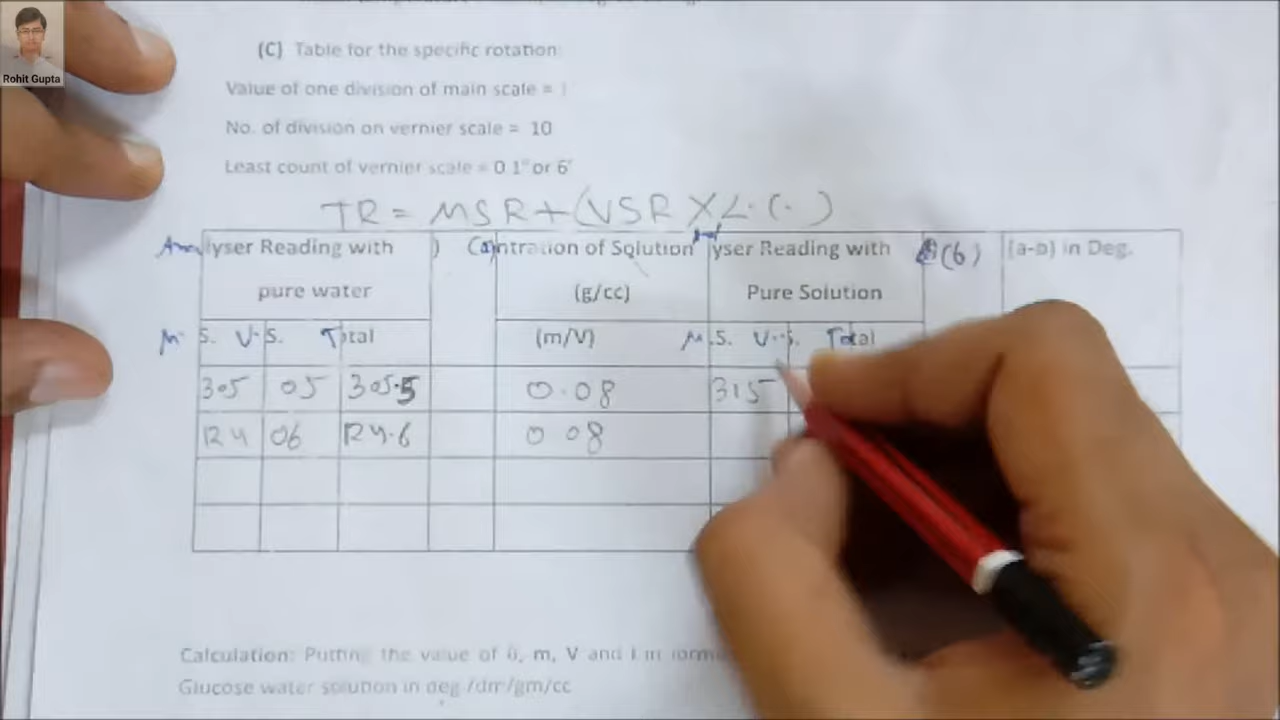 Rohit Gupta
(C) Table for the specific rotation:
Value of one division of main scale = 1
No. of division on vernier scale = 10
Least count of vernier scale = 0.1° or 6'
TR = MSR + (VSR X L.C.)
Analyser Reading with ) (a) ntration of Solution yser Reading with (b) (a-b) in Deg.
pure water (g/cc) Pure Solution
M.S. V.S. Total (m/V) M.S. V.S. Total
305 05 305.5 0.08 315
124 06 124.6 0.08
Calculation: Putting the value of θ, m, V and l in
Glucose water solution in deg /dm/gm/cc